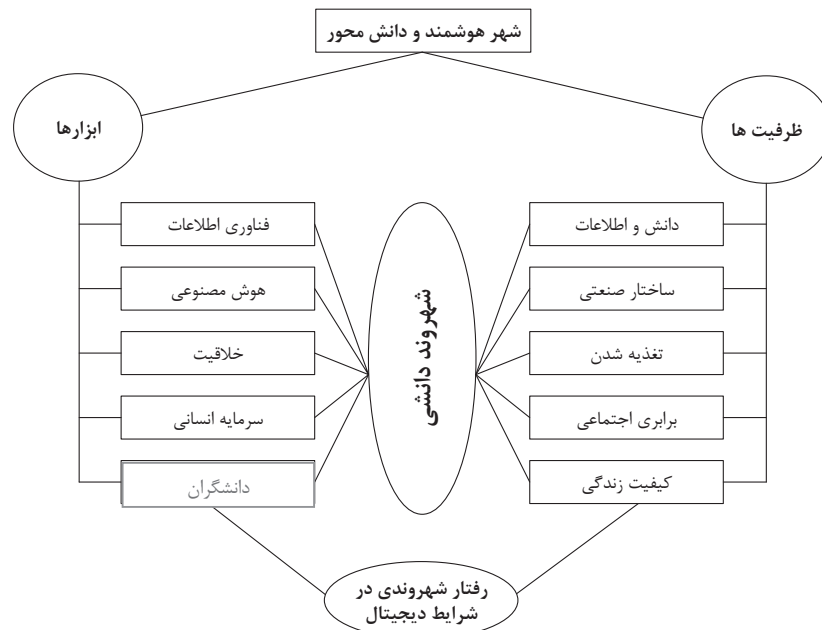 شهر هوشمند و دانش محور
ظرفیت ها
ابزارها
دانش و اطلاعات
ساختار صنعتی
تغذیه شدن
برابری اجتماعی
کیفیت زندگی
شهروند دانشی
فناوری اطلاعات
هوش مصنوعی
خلاقیت
سرمایه انسانی
دانشگران
رفتار شهروندی در
شرایط دیجیتال